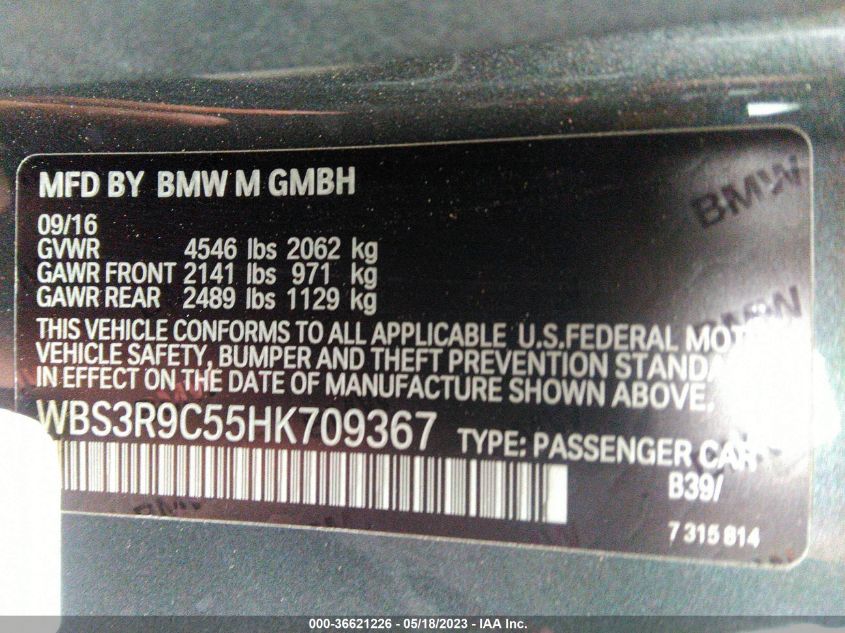 MFD BY BMW M GMBH
09/16
GVWR 4546 lbs 2062 kg
GAWR FRONT 2141 lbs 971 kg
GAWR REAR 2489 lbs 1129 kg
THIS VEHICLE CONFORMS TO ALL APPLICABLE U.S.FEDERAL MOT
VEHICLE SAFETY, BUMPER AND THEFT PREVENTION STANDA
IN EFFECT ON THE DATE OF MANUFACTURE SHOWN ABOVE.
WBS3R9C55HK709367 TYPE: PASSENGER CAR
B39/
7 315 814
BMW
BMW
000-36621226 - 05/18/2023 - IAA Inc.